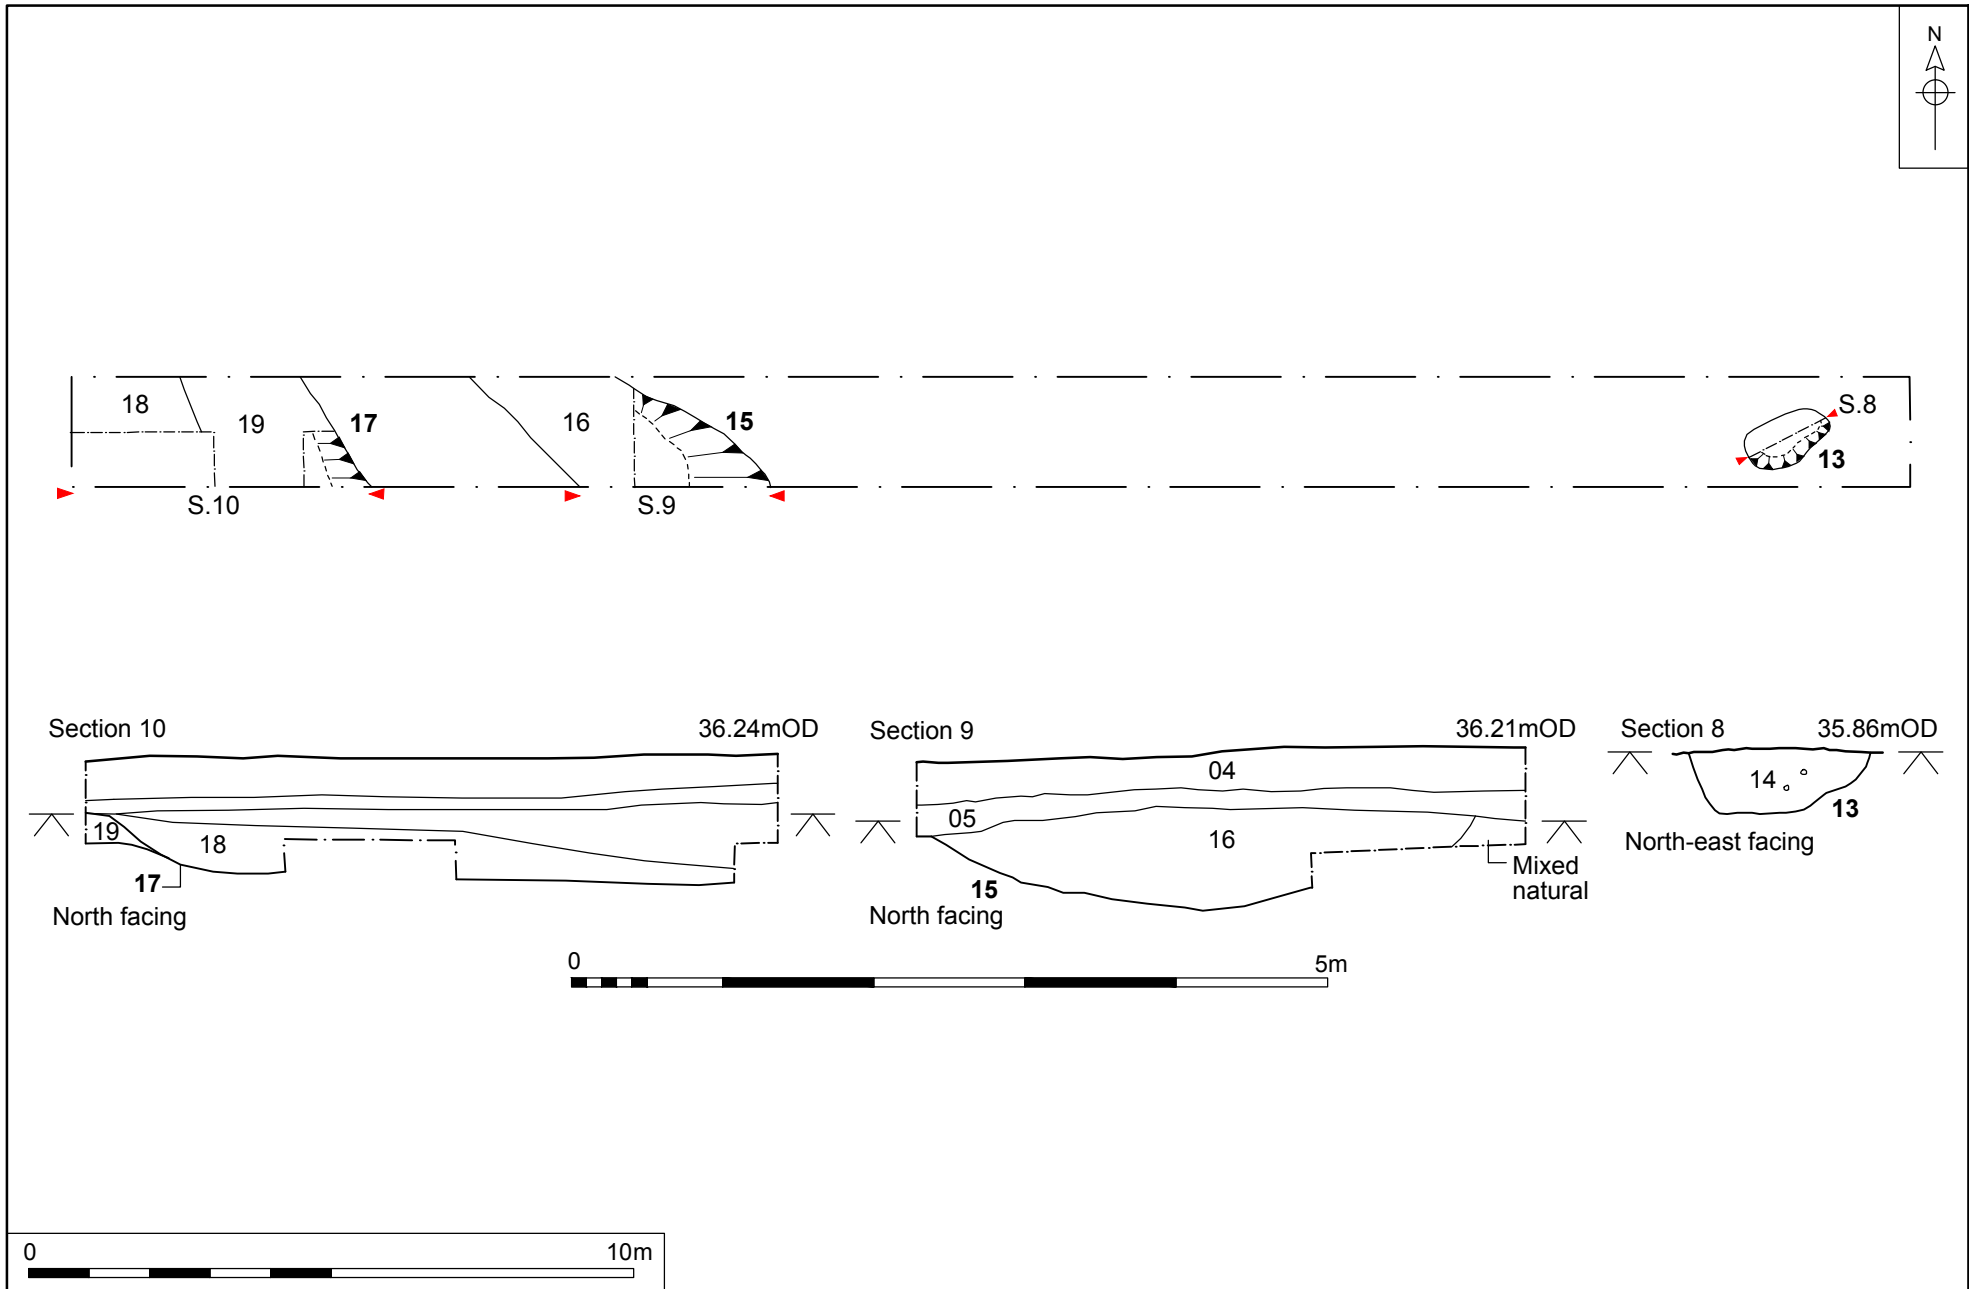 N
18
19
17
16
15
S.8
13
S.10
S.9
Section 10
36.24mOD
19
18
17
North facing
Section 9
36.21mOD
04
05
16
15
Mixed
natural
North facing
Section 8
35.86mOD
14
13
North-east facing
0
5m
0
10m